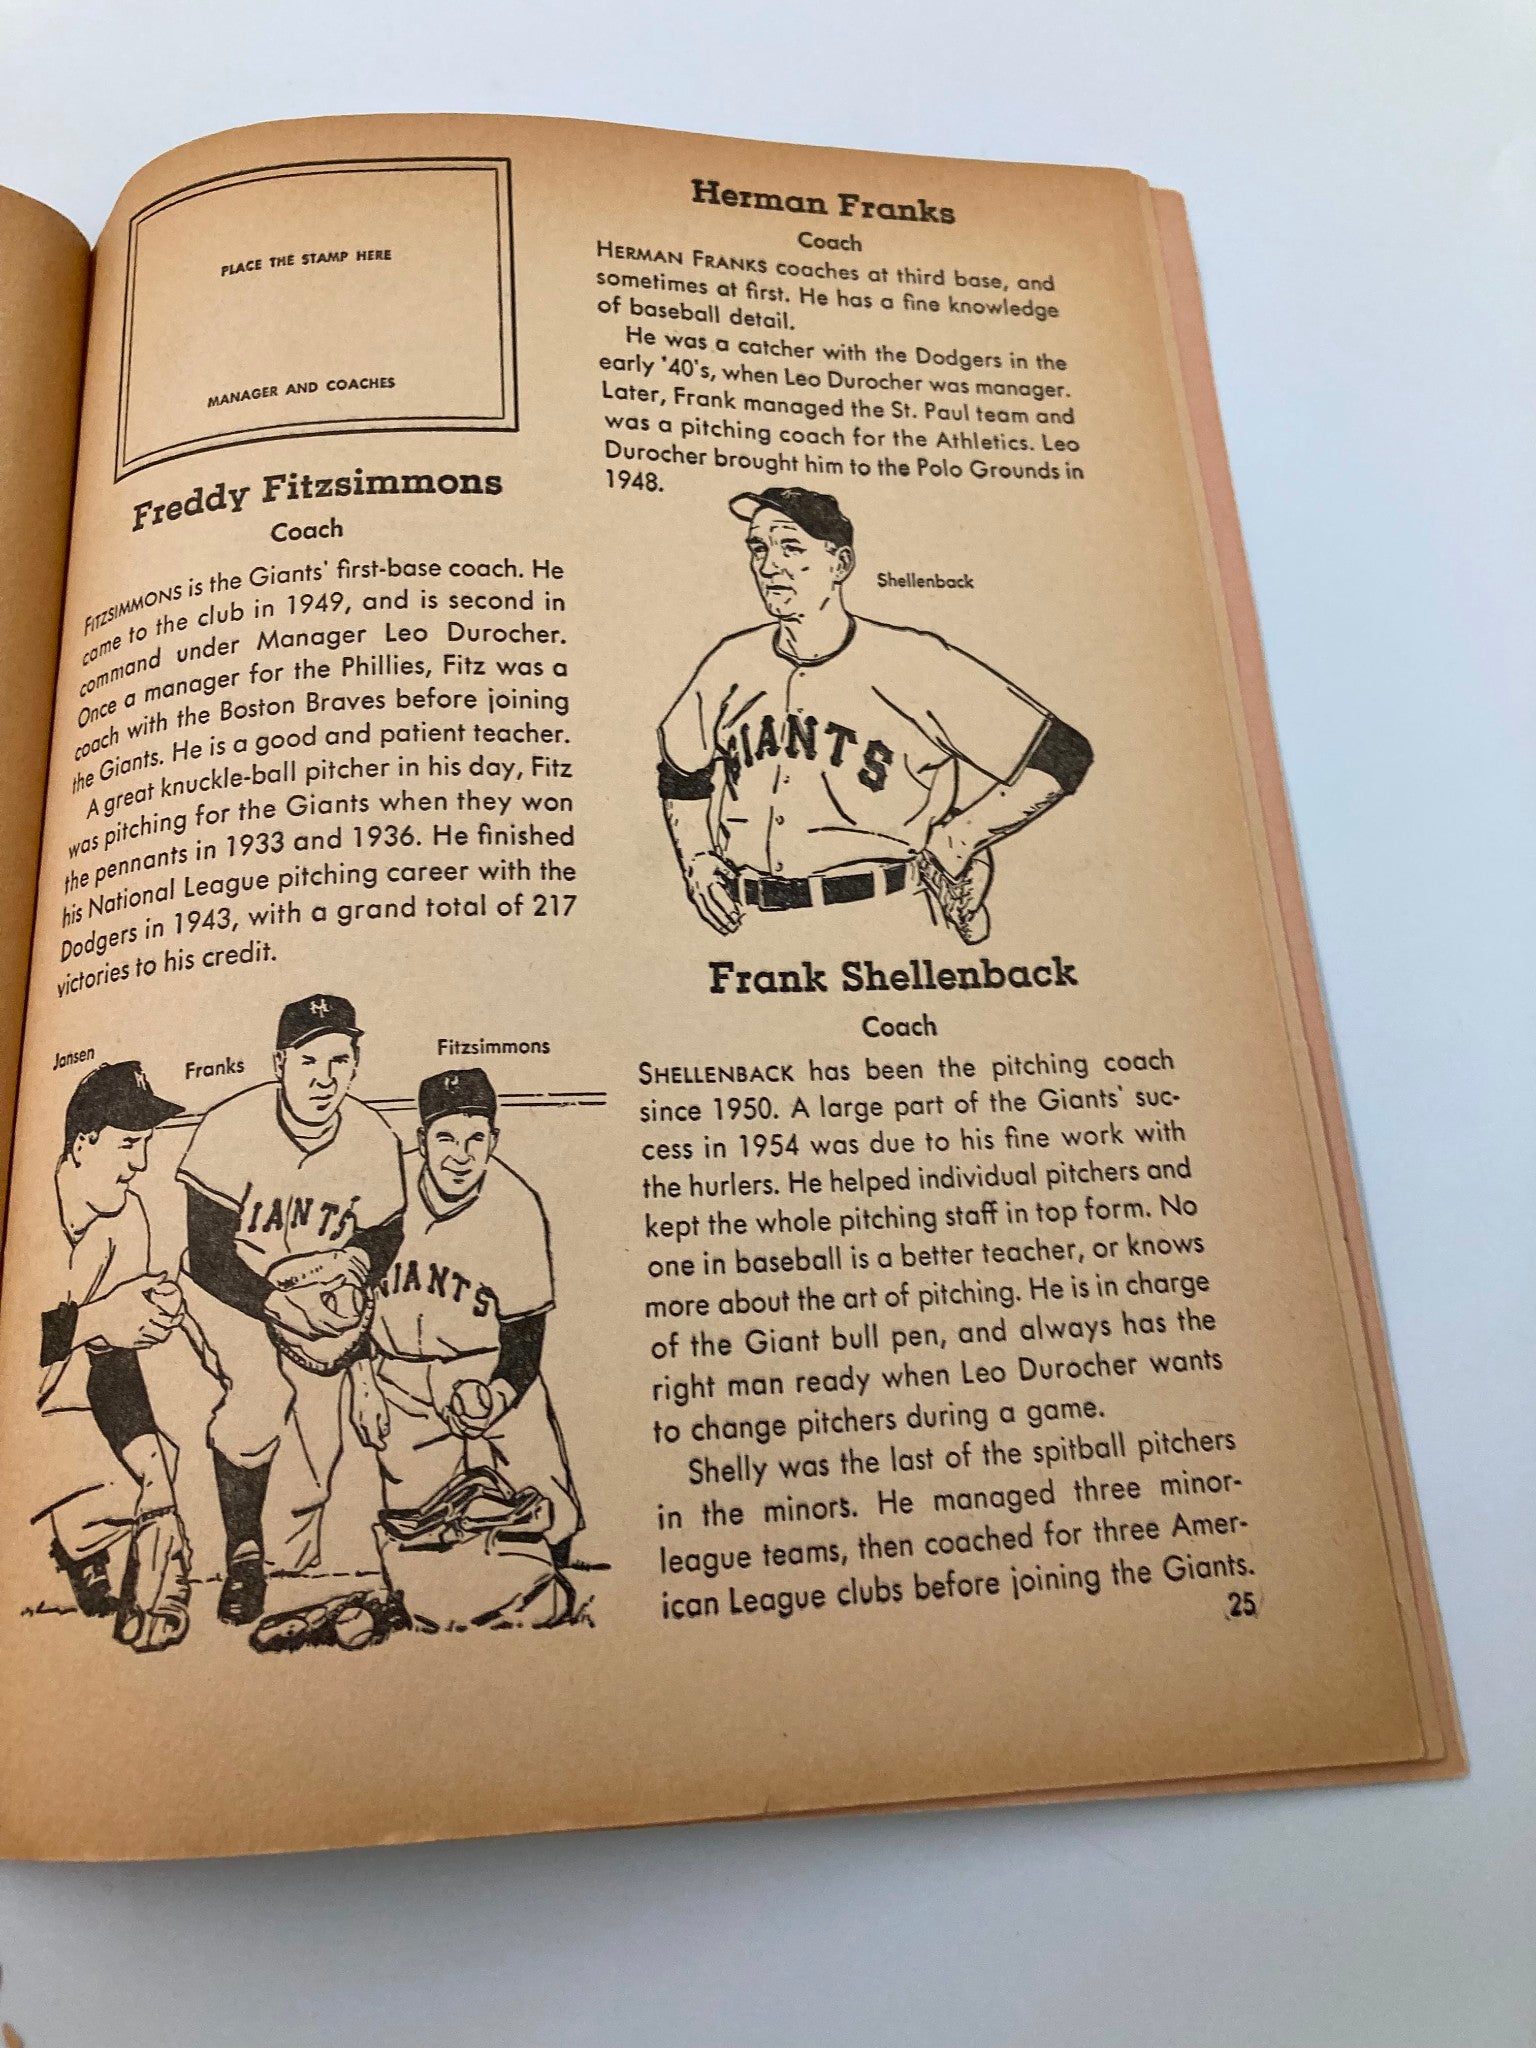 PLACE THE STAMP HERE
MANAGER AND COACHES
Freddy Fitzsimmons
Coach
FITZSIMMONS is the Giants' first-base coach. He
came to the club in 1949, and is second in
command under Manager Leo Durocher.
Once a manager for the Phillies, Fitz was a
coach with the Boston Braves before joining
the Giants. He is a good and patient teacher.
A great knuckle-ball pitcher in his day, Fitz
was pitching for the Giants when they won
the pennants in 1933 and 1936. He finished
his National League pitching career with the
Dodgers in 1943, with a grand total of 217
victories to his credit.
Jansen
Franks
Fitzsimmons
GIANTS
GIANTS
Herman Franks
Coach
HERMAN FRANKS coaches at third base, and
sometimes at first. He has a fine knowledge
of baseball detail.
He was a catcher with the Dodgers in the
early '40's, when Leo Durocher was manager.
Later, Frank managed the St. Paul team and
was a pitching coach for the Athletics. Leo
Durocher brought him to the Polo Grounds in
1948.
Shellenback
GIANTS
Frank Shellenback
Coach
SHELLENBACK has been the pitching coach
since 1950. A large part of the Giants' suc-
cess in 1954 was due to his fine work with
the hurlers. He helped individual pitchers and
kept the whole pitching staff in top form. No
one in baseball is a better teacher, or knows
more about the art of pitching. He is in charge
of the Giant bull pen, and always has the
right man ready when Leo Durocher wants
to change pitchers during a game.
Shelly was the last of the spitball pitchers
in the minors. He managed three minor-
league teams, then coached for three Amer-
ican League clubs before joining the Giants.
25